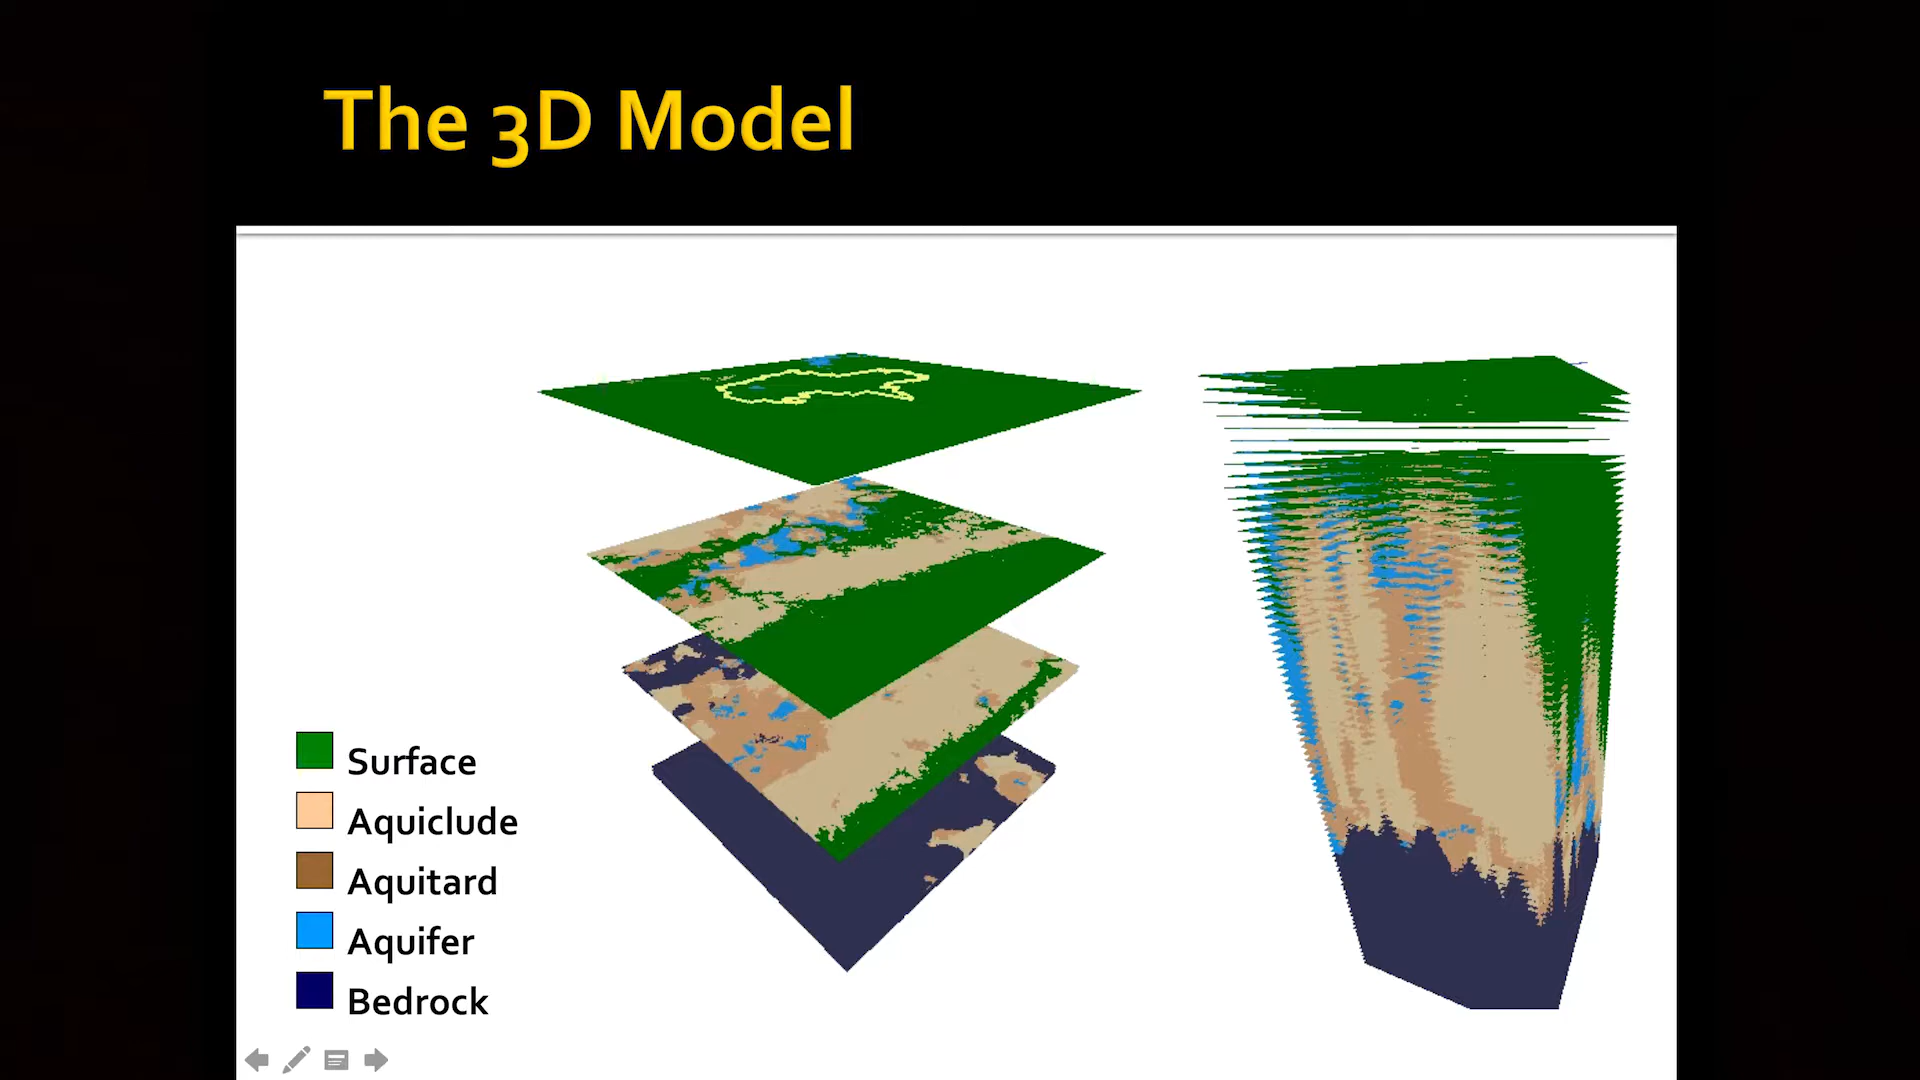 The 3D Model
Surface
Aquiclude
Aquitard
Aquifer
Bedrock